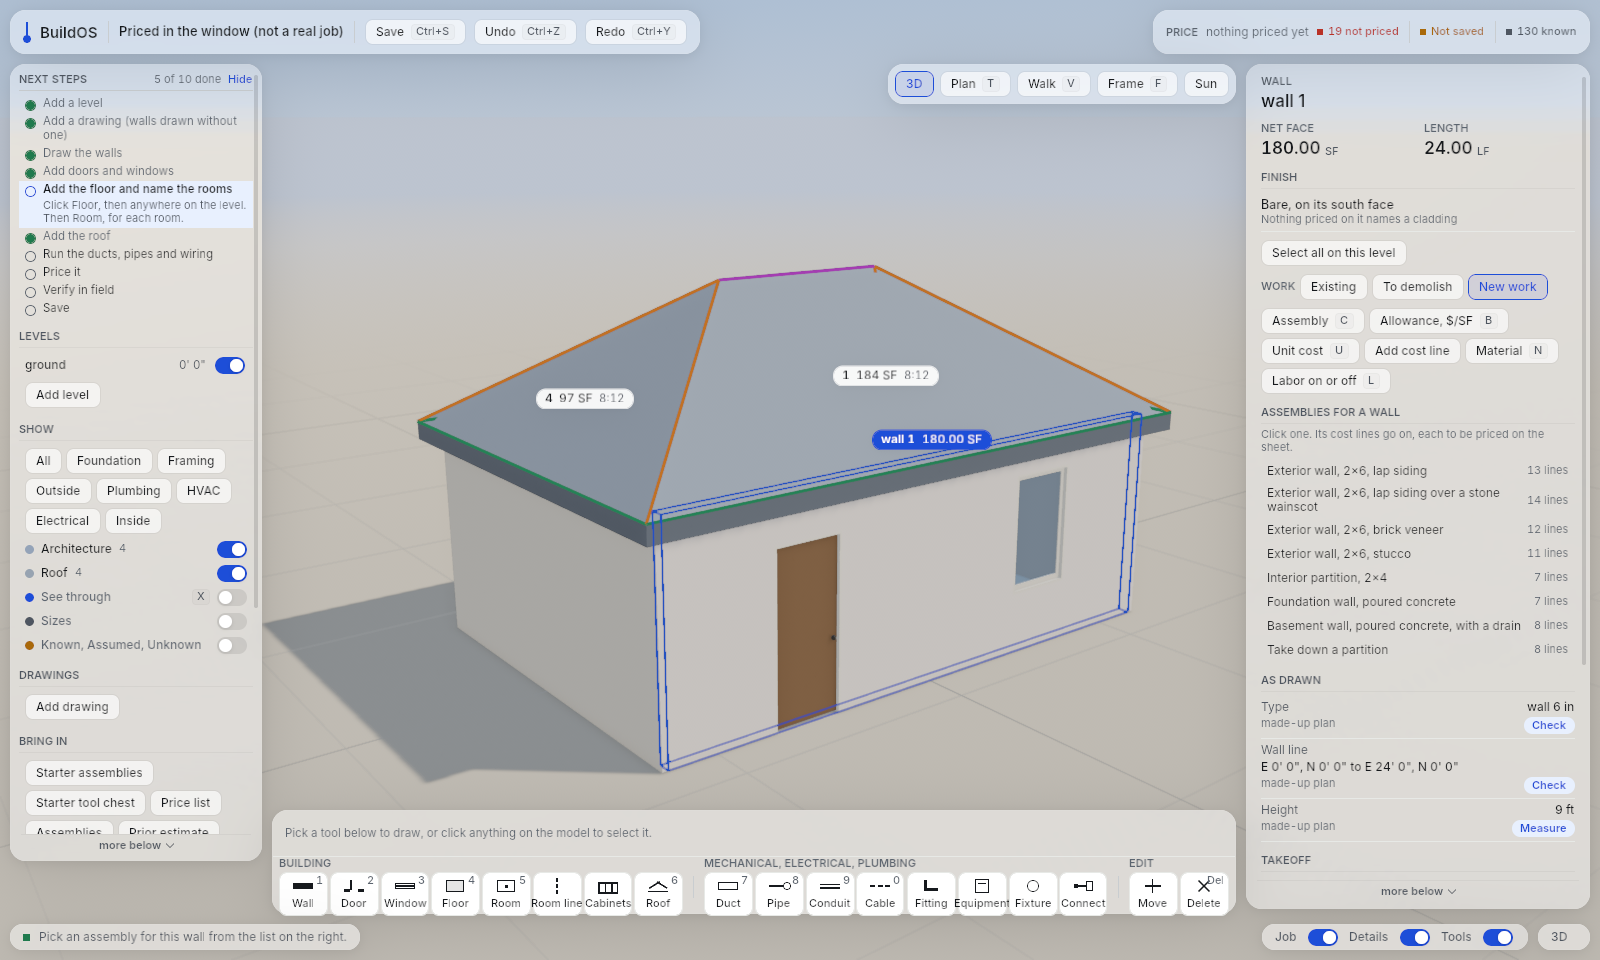 BuildOS
Priced in the window (not a real job)
Save Ctrl+S
Undo Ctrl+Z
Redo Ctrl+Y
PRICE nothing priced yet
19 not priced
Not saved
130 known
NEXT STEPS 5 of 10 done Hide
Add a level
Add a drawing (walls drawn without
one)
Draw the walls
Add doors and windows
Add the floor and name the rooms
Click Floor, then anywhere on the level.
Then Room, for each room.
Add the roof
Run the ducts, pipes and wiring
Price it
Verify in field
Save
LEVELS
ground 0' 0"
Add level
SHOW
All Foundation Framing
Outside Plumbing HVAC
Electrical Inside
Architecture 4
Roof 4
See through X
Sizes
Known, Assumed, Unknown
DRAWINGS
Add drawing
BRING IN
Starter assemblies
Starter tool chest Price list
Assemblies Prior estimate
more below
3D Plan T Walk V Frame F Sun
4 97 SF 8:12
1 184 SF 8:12
wall 1 180.00 SF
Pick a tool below to draw, or click anything on the model to select it.
BUILDING
Wall 1
Door 2
Window 3
Floor 4
Room 5
Room line
Cabinets
Roof 6
MECHANICAL, ELECTRICAL, PLUMBING
Duct 7
Pipe 8
Conduit 9
Cable 0
Fitting
Equipment
Fixture
Connect
EDIT
Move
Delete Del
WALL
wall 1
NET FACE LENGTH
180.00 SF 24.00 LF
FINISH
Bare, on its south face
Nothing priced on it names a cladding
Select all on this level
WORK Existing To demolish New work
Assembly C Allowance, $/SF B
Unit cost U Add cost line Material N
Labor on or off L
ASSEMBLIES FOR A WALL
Click one. Its cost lines go on, each to be priced on the
sheet.
Exterior wall, 2×6, lap siding 13 lines
Exterior wall, 2×6, lap siding over a stone
wainscot 14 lines
Exterior wall, 2×6, brick veneer 12 lines
Exterior wall, 2×6, stucco 11 lines
Interior partition, 2×4 7 lines
Foundation wall, poured concrete 7 lines
Basement wall, poured concrete, with a drain 8 lines
Take down a partition 8 lines
AS DRAWN
Type wall 6 in
made-up plan Check
Wall line
E 0' 0", N 0' 0" to E 24' 0", N 0' 0"
made-up plan Check
Height 9 ft
made-up plan Measure
TAKEOFF
more below
Pick an assembly for this wall from the list on the right.
Job Details Tools 3D